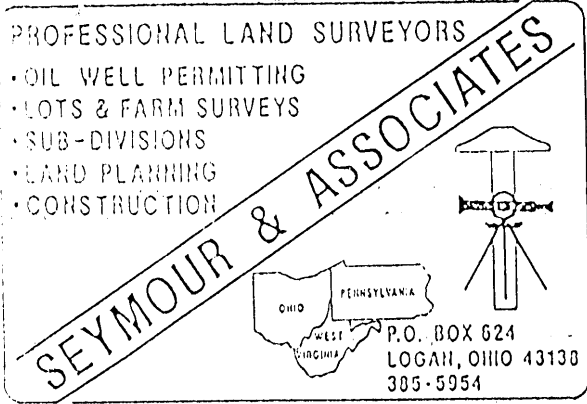 PROFESSIONAL LAND SURVEYORS
· OIL WELL PERMITTING
· LOTS & FARM SURVEYS
· SUB-DIVISIONS
· LAND PLANNING
· CONSTRUCTION
SEYMOUR & ASSOCIATES
OHIO
PENNSYLVANIA
WEST
VIRGINIA
P.O. BOX 624
LOGAN, OHIO 43138
385-5954